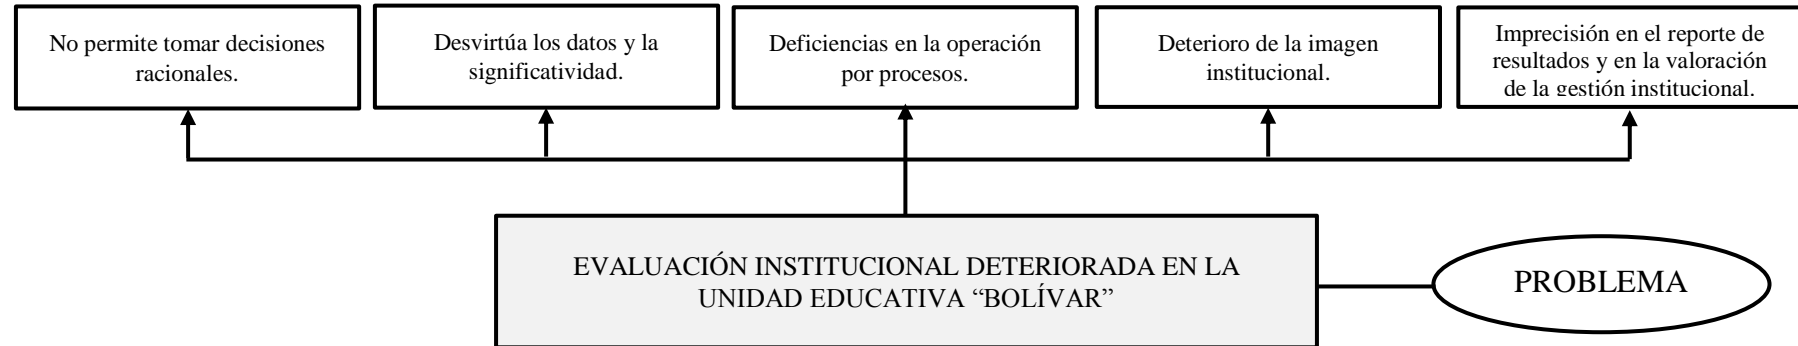 No permite tomar decisiones
racionales.
Desvirtúa los datos y la
significatividad.
Deficiencias en la operación
por procesos.
Deterioro de la imagen
institucional.
Imprecisión en el reporte de
resultados y en la valoración
de la gestión institucional.
EVALUACIÓN INSTITUCIONAL DETERIORADA EN LA
UNIDAD EDUCATIVA “BOLÍVAR”
PROBLEMA